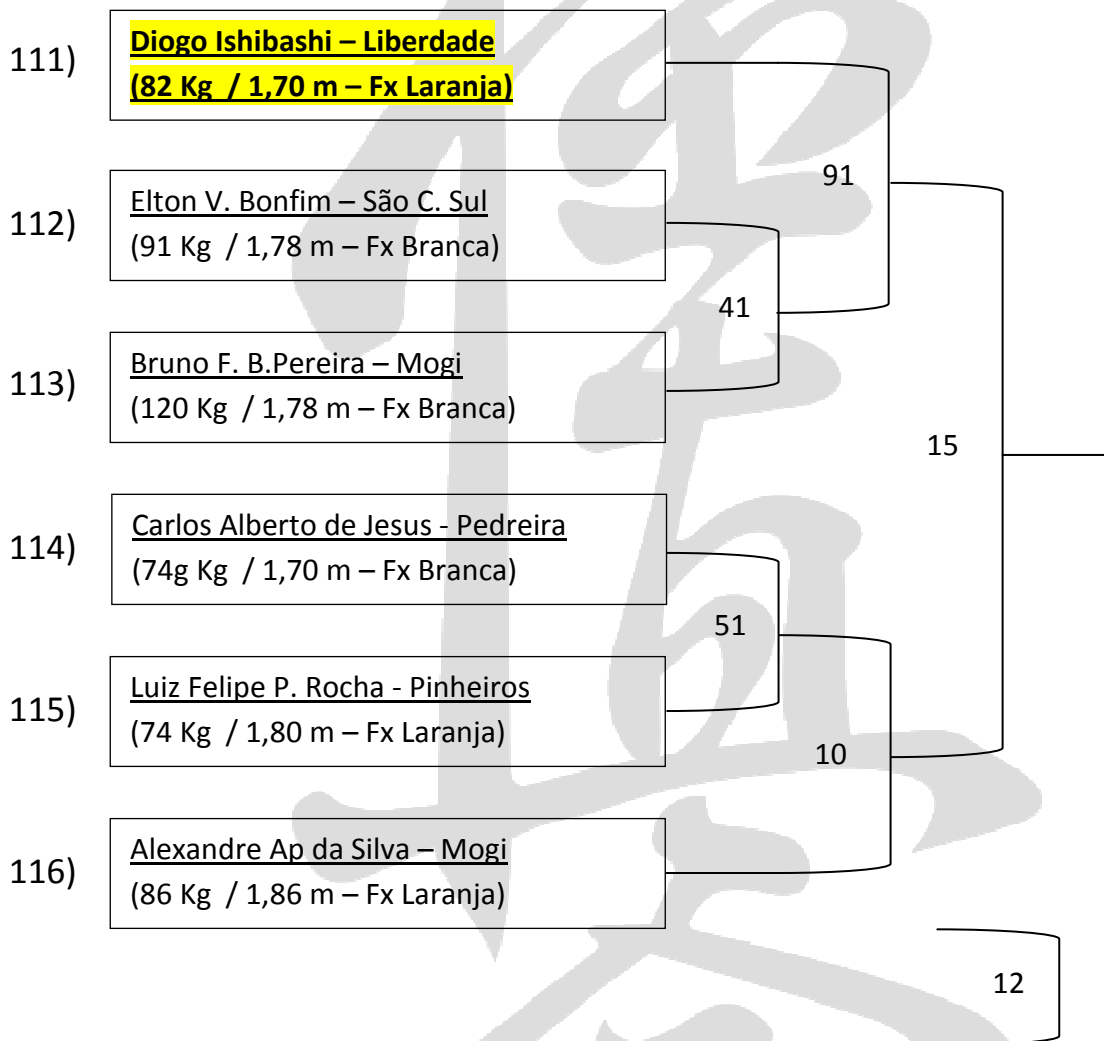 111)
Diogo Ishibashi – Liberdade
(82 Kg / 1,70 m – Fx Laranja)
91
112)
Elton V. Bonfim – São C. Sul
(91 Kg / 1,78 m – Fx Branca)
41
113)
Bruno F. B.Pereira – Mogi
(120 Kg / 1,78 m – Fx Branca)
15
114)
Carlos Alberto de Jesus - Pedreira
(74g Kg / 1,70 m – Fx Branca)
51
115)
Luiz Felipe P. Rocha - Pinheiros
(74 Kg / 1,80 m – Fx Laranja)
10
116)
Alexandre Ap da Silva – Mogi
(86 Kg / 1,86 m – Fx Laranja)
12